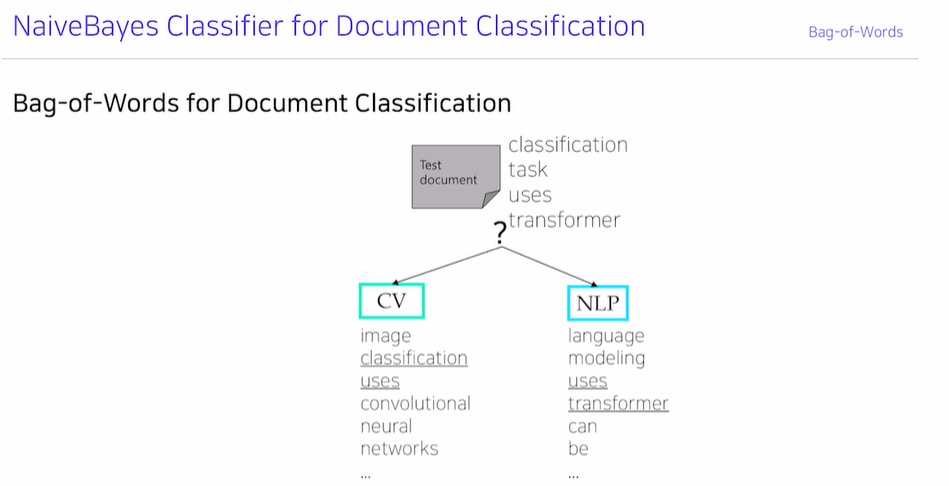 NaiveBayes Classifier for Document Classification
Bag-of-Words
Bag-of-Words for Document Classification
Test
document
classification
task
uses
transformer
?
CV
image
classification
uses
convolutional
neural
networks
...
NLP
language
modeling
uses
transformer
can
be
...